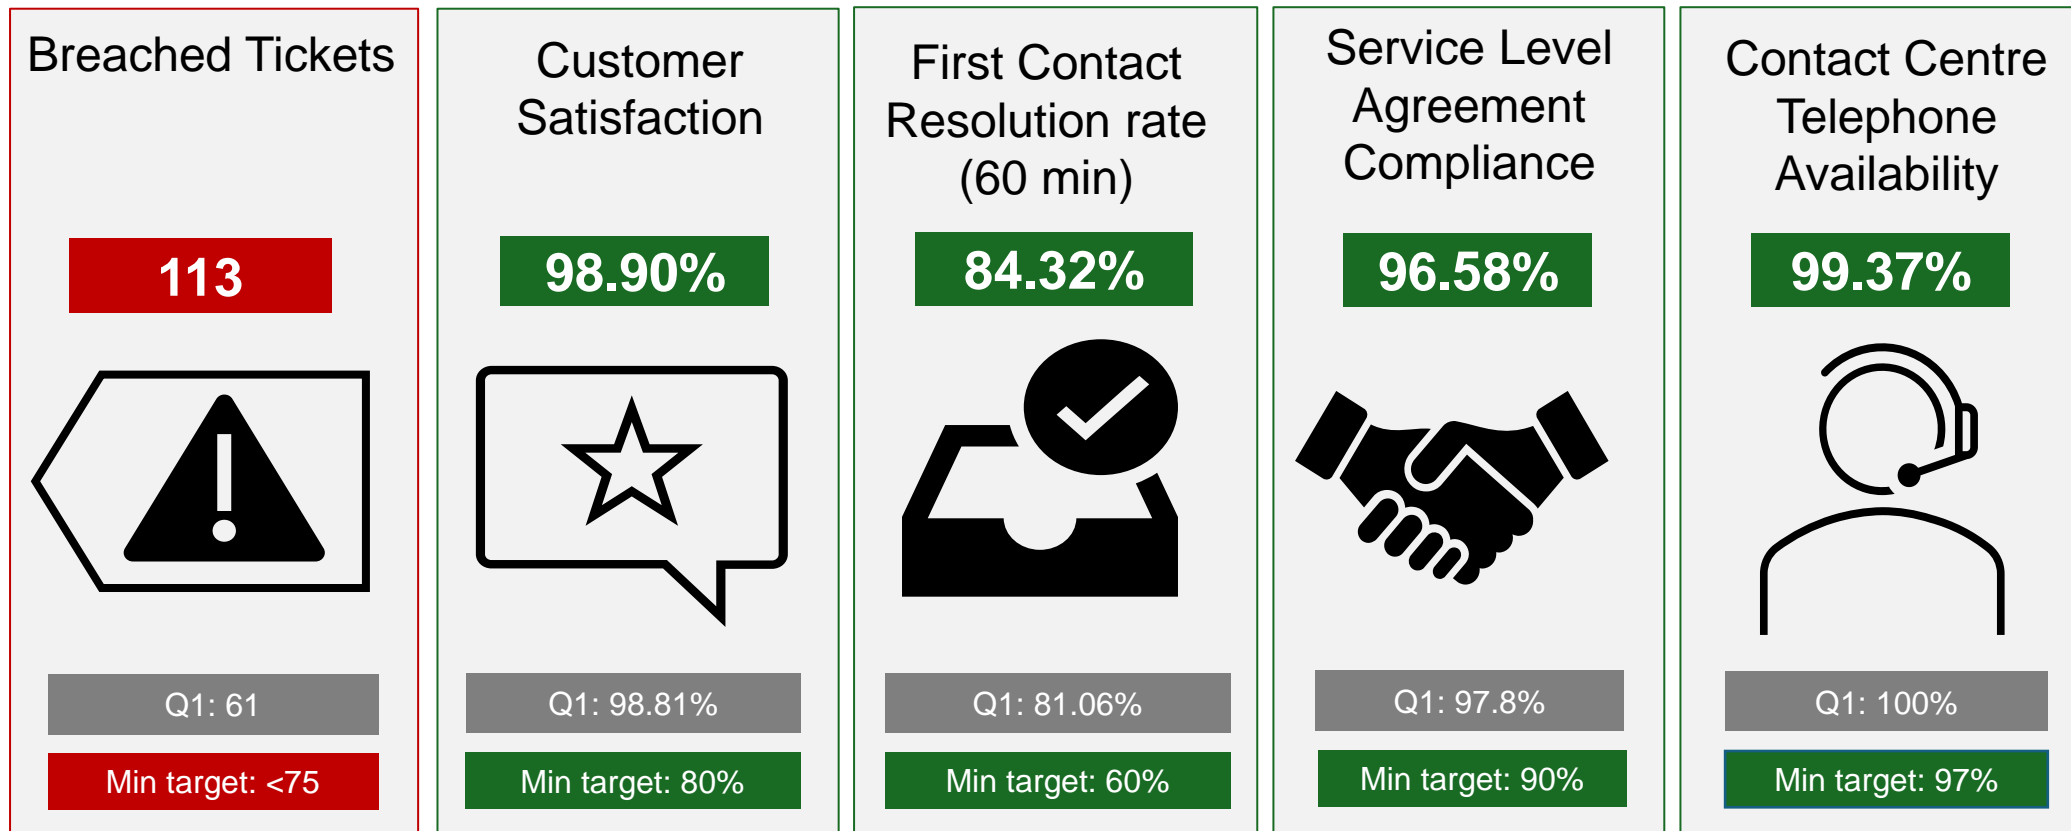 Breached Tickets
113
Q1: 61
Min target: <75
Customer
Satisfaction
98.90%
Q1: 98.81%
Min target: 80%
First Contact
Resolution rate
(60 min)
84.32%
Q1: 81.06%
Min target: 60%
Service Level
Agreement
Compliance
96.58%
Q1: 97.8%
Min target: 90%
Contact Centre
Telephone
Availability
99.37%
Q1: 100%
Min target: 97%